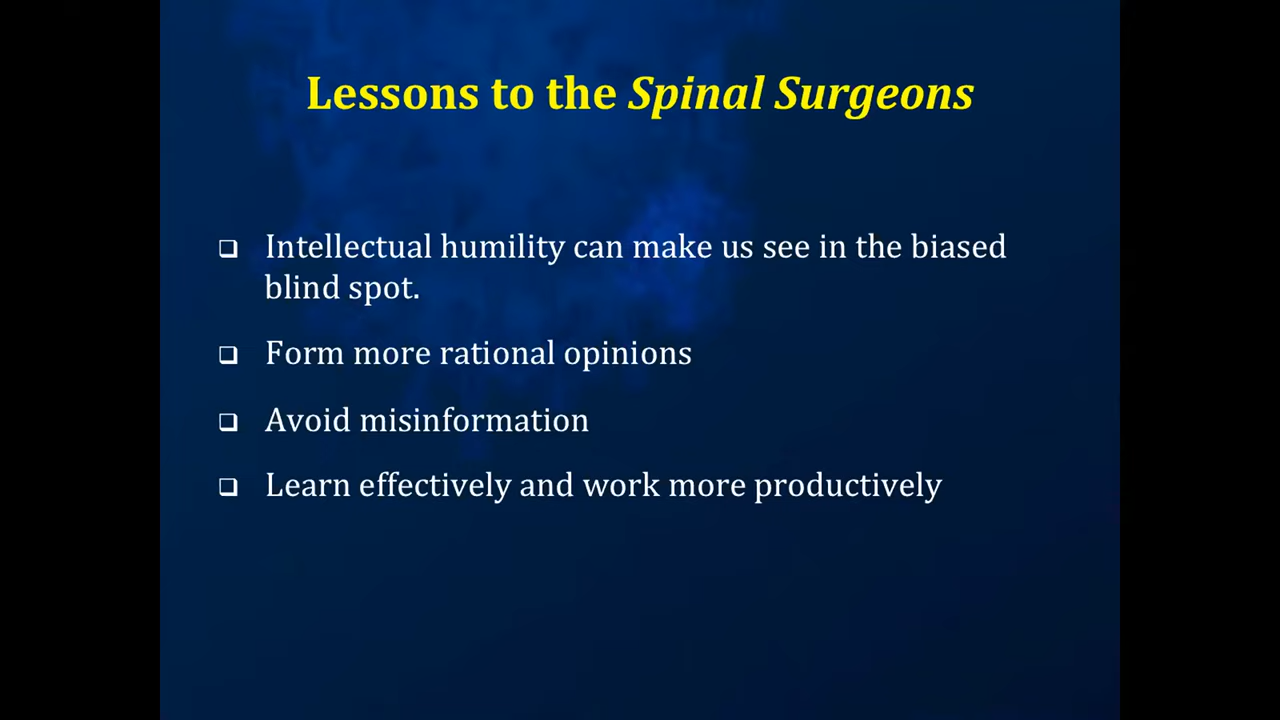 Lessons to the Spinal Surgeons
Intellectual humility can make us see in the biased
blind spot.
Form more rational opinions
Avoid misinformation
Learn effectively and work more productively